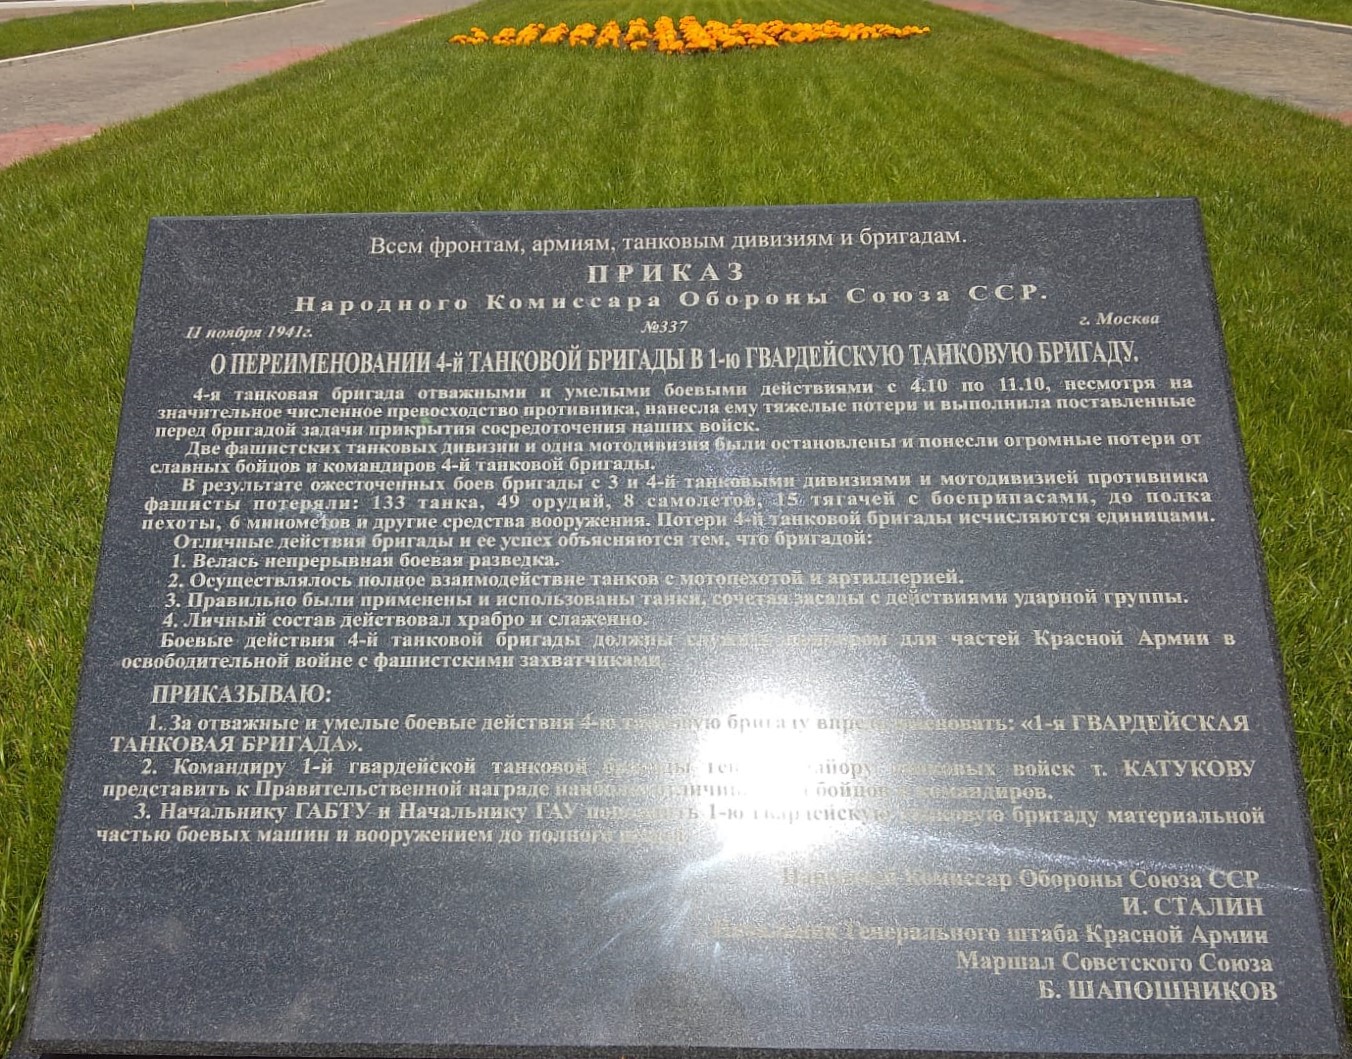 Всем фронтам, армиям, танковым дивизиям и бригадам.
ПРИКАЗ
Народного Комиссара Обороны Союза ССР.
11 ноября 1941г. №337 г. Москва
О ПЕРЕИМЕНОВАНИИ 4-й ТАНКОВОЙ БРИГАДЫ В 1-ю ГВАРДЕЙСКУЮ ТАНКОВУЮ БРИГАДУ.
4-я танковая бригада отважными и умелыми боевыми действиями с 4.10 по 11.10, несмотря на
значительное численное превосходство противника, нанесла ему тяжелые потери и выполнила поставленные
перед бригадой задачи прикрытия сосредоточения наших войск.
Две фашистских танковых дивизии и одна мотодивизия были остановлены и понесли огромные потери от
славных бойцов и командиров 4-й танковой бригады.
В результате ожесточенных боев бригады с 3 и 4-й танковыми дивизиями и мотодивизией противника
фашисты потеряли: 133 танка, 49 орудий, 8 самолетов, 15 тягачей с боеприпасами, до полка
пехоты, 6 минометов и другие средства вооружения. Потери 4-й танковой бригады исчисляются единицами.
Отличные действия бригады и ее успех объясняются тем, что бригадой:
1. Велась непрерывная боевая разведка.
2. Осуществлялось полное взаимодействие танков с мотопехотой и артиллерией.
3. Правильно были применены и использованы танки, сочетая засады с действиями ударной группы.
4. Личный состав действовал храбро и слаженно.
Боевые действия 4-й танковой бригады должны для частей Красной Армии в
освободительной войне с фашистскими захватчиками
ПРИКАЗЫВАЮ:
1. За отважные и умелые боевые действия 4-ю танковую бригаду «1-я ГВАРДЕЙСКАЯ
ТАНКОВАЯ БРИГАДА».
2. Командиру 1-й гвардейской танковой войск т. КАТУКОВУ
представить к Правительственной награде бойцов и командиров.
3. Начальнику ГАБТУ и Начальнику ГАУ 1-ю гвардейскую танковую бригаду материальной
частью боевых машин и вооружением до полного
Комиссар Обороны Союза ССР
И. СТАЛИН
Генерального штаба Красной Армии
Маршал Советского Союза
Б. ШАПОШНИКОВ